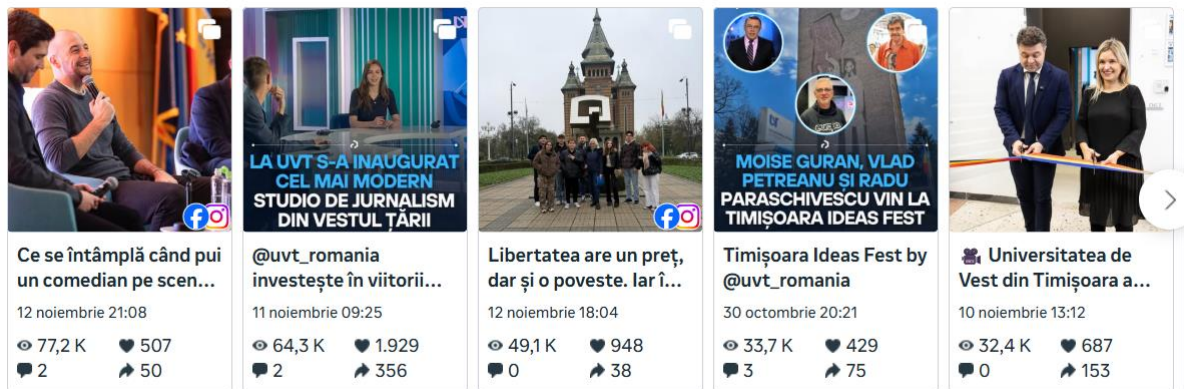 LA UVT S-A INAUGURAT
CEL MAI MODERN
STUDIO DE JURNALISM
DIN VESTUL ȚĂRII
MOISE GURAN, VLAD
PETREANU ȘI RADU
PARASCHIVESCU VIN LA
TIMIȘOARA IDEAS FEST
Ce se întâmplă când pui
un comedian pe scen...
12 noiembrie 21:08
77,2 K 507
2 50
@uvt_romania
investește în viitorii...
11 noiembrie 09:25
64,3 K 1.929
2 356
Libertatea are un preț,
dar și o poveste. Iar î...
12 noiembrie 18:04
49,1 K 948
0 38
Timișoara Ideas Fest by
@uvt_romania
30 octombrie 20:21
33,7 K 429
3 75
Universitatea de
Vest din Timișoara a...
10 noiembrie 13:12
32,4 K 687
0 153